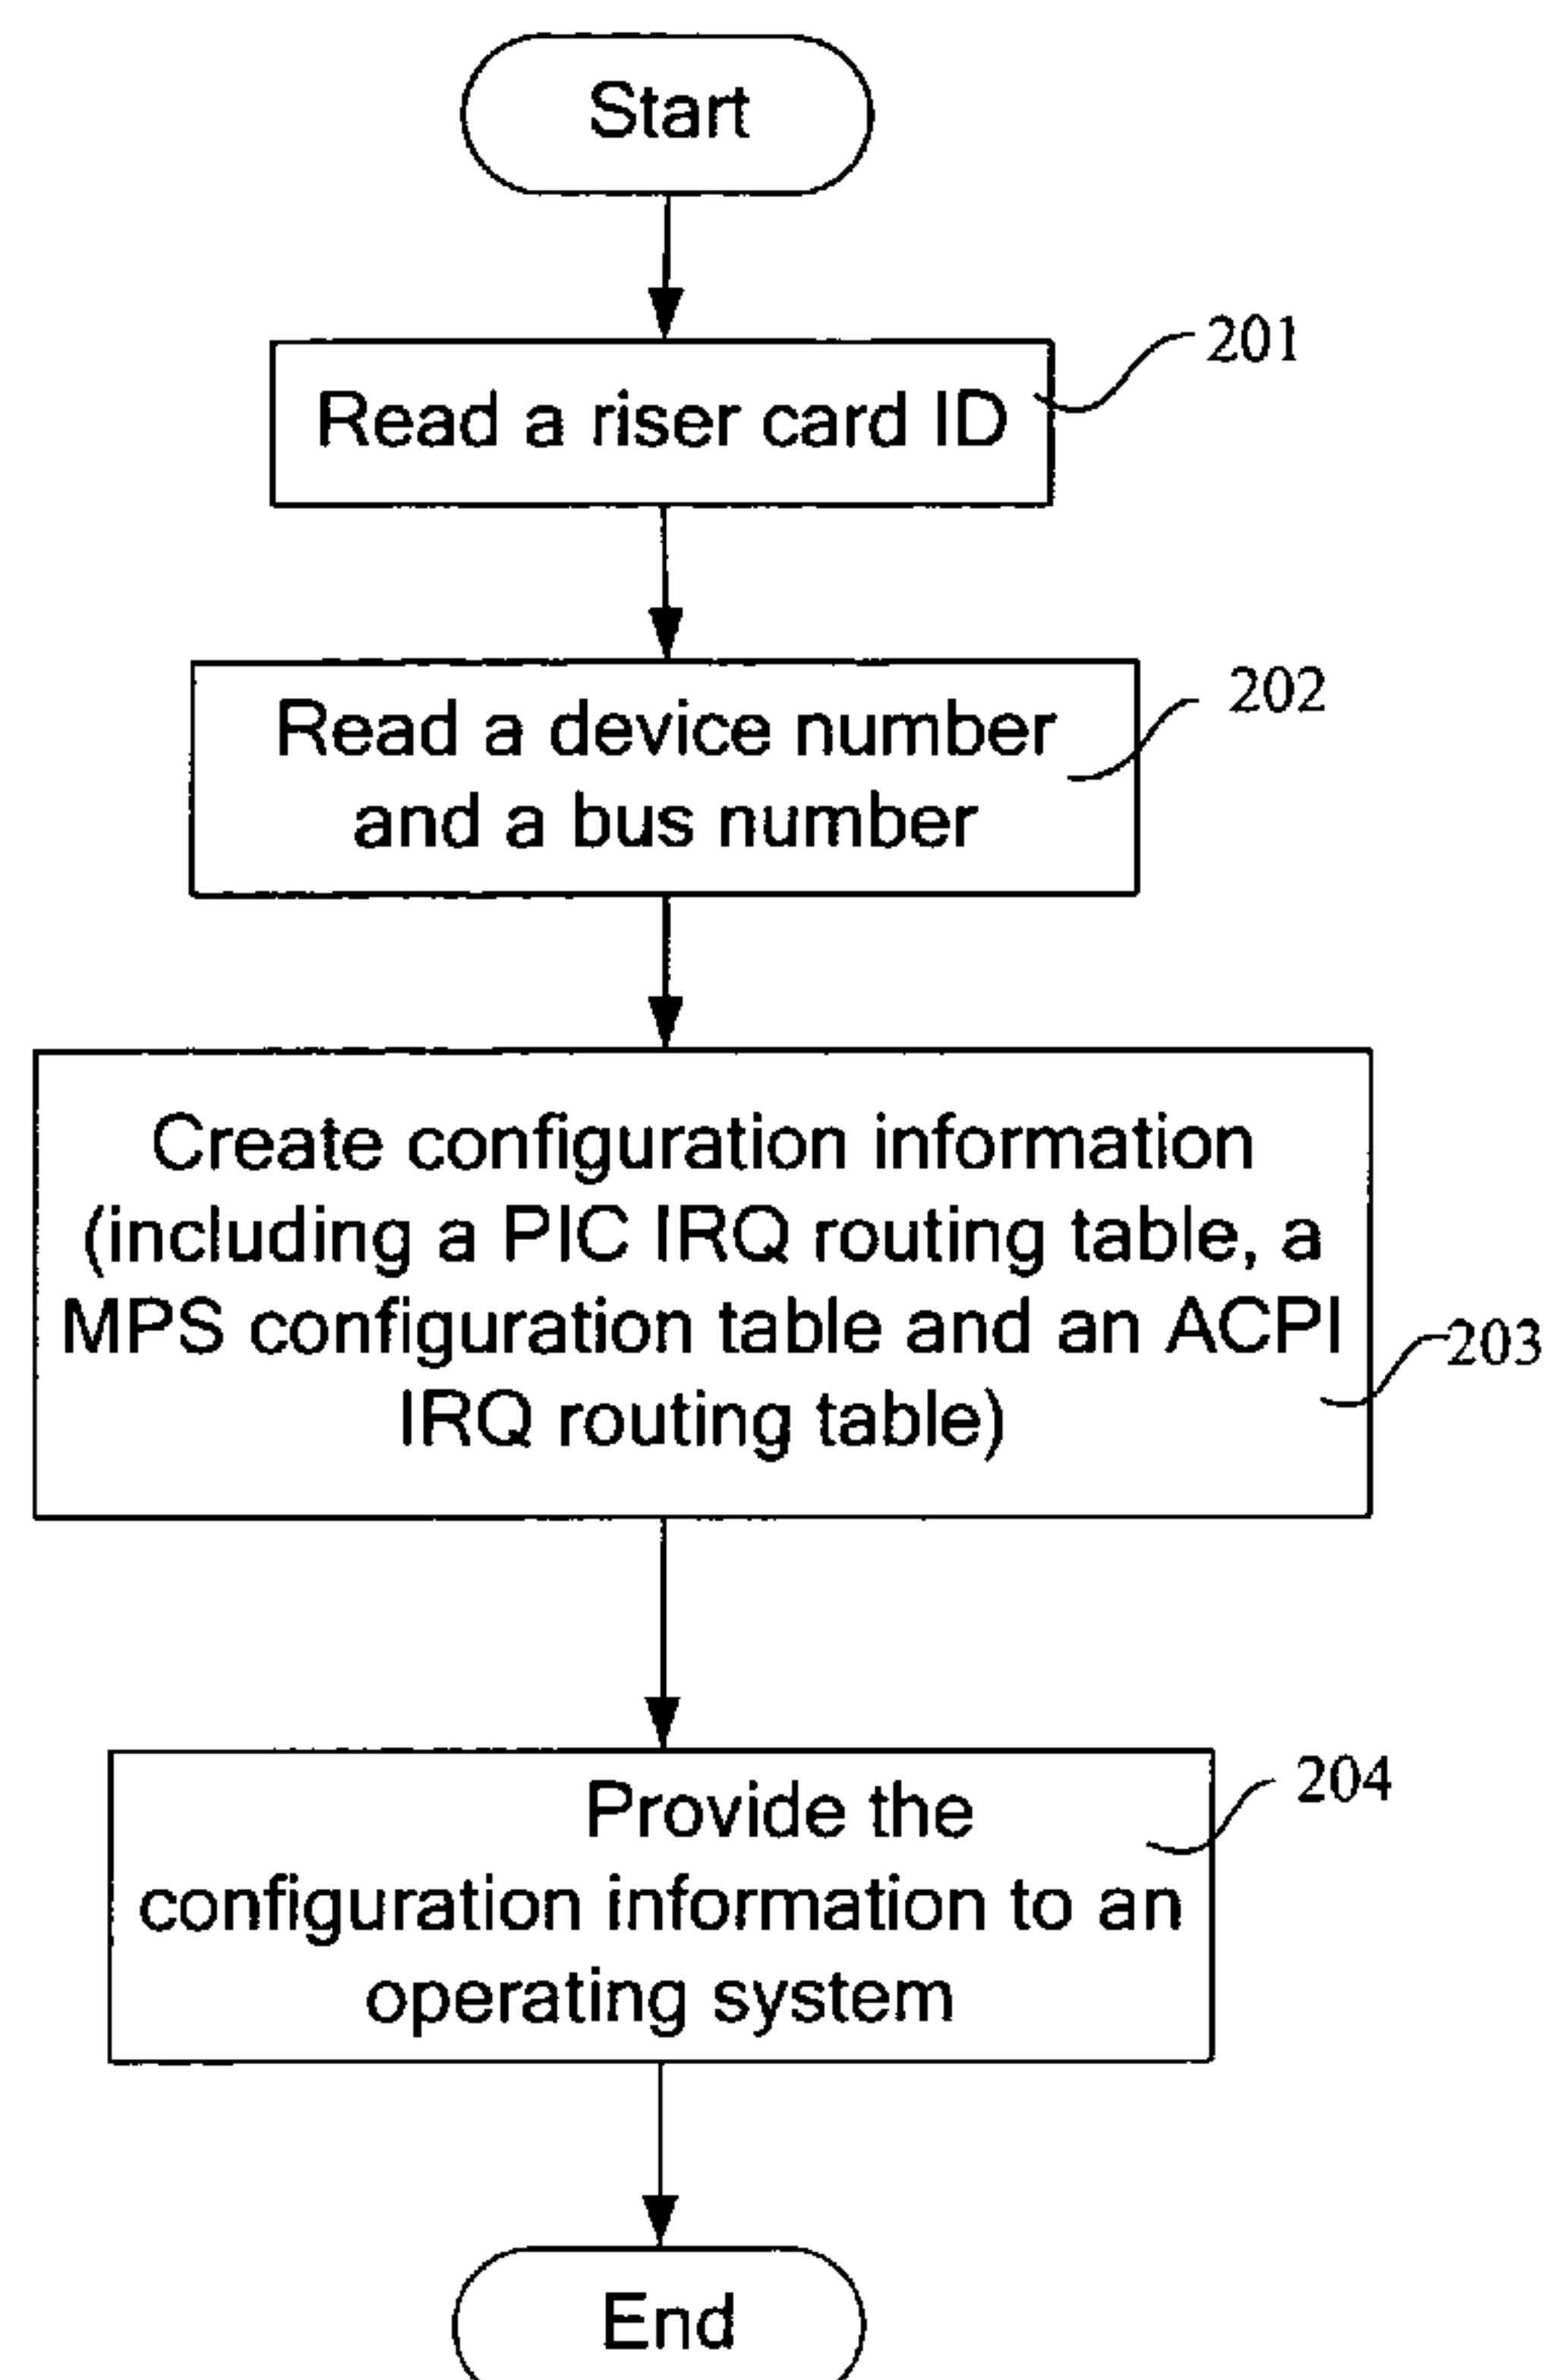 Start
201
Read a riser card ID
202
Read a device number
and a bus number
Create configuration information
(including a PIC IRQ routing table, a
MPS configuration table and an ACPI
203
IRQ routing table)
204
Provide the
configuration information to an
operating system
End